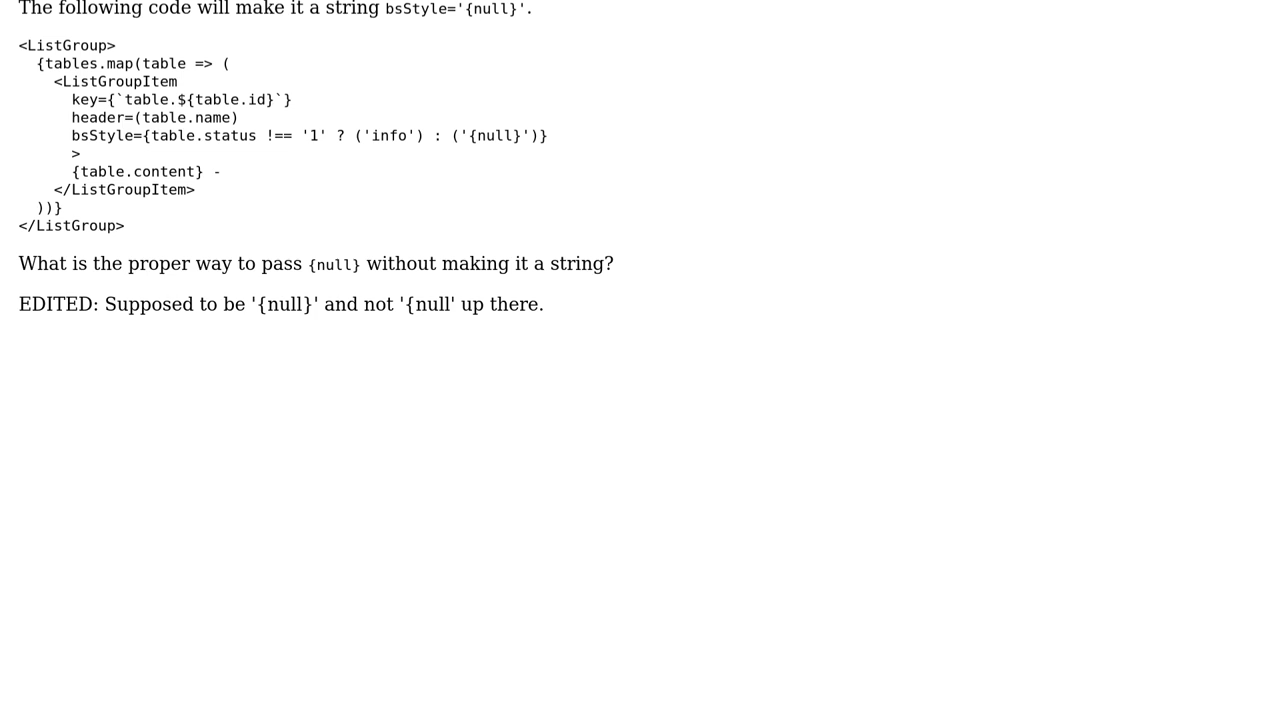 The following code will make it a string bsStyle='{null}'.
<ListGroup>
  {tables.map(table => (
    <ListGroupItem
      key={`table.${table.id}`}
      header=(table.name)
      bsStyle={table.status !== '1' ? ('info') : ('{null}')}
      >
      {table.content} -
    </ListGroupItem>
  ))}
</ListGroup>
What is the proper way to pass {null} without making it a string?
EDITED: Supposed to be '{null}' and not '{null' up there.